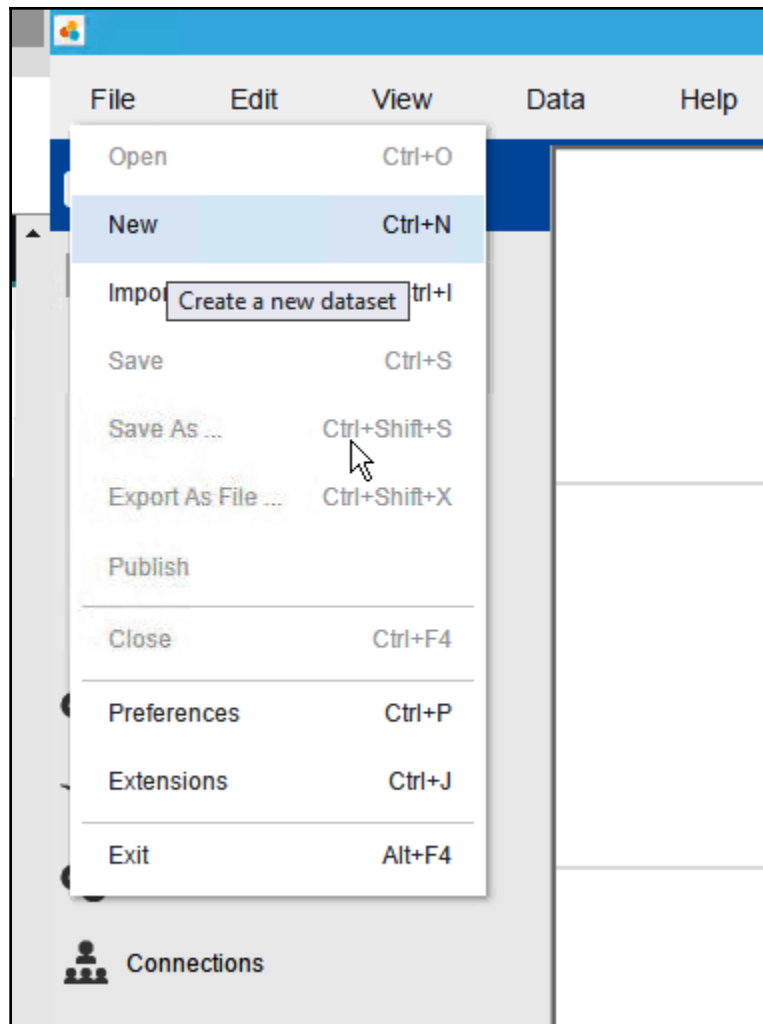 File Edit View Data Help
Open Ctrl+O
New Ctrl+N
Create a new dataset
Save Ctrl+S
Save As ... Ctrl+Shift+S
Export As File ... Ctrl+Shift+X
Publish
Close Ctrl+F4
Preferences Ctrl+P
Extensions Ctrl+J
Exit Alt+F4
Connections